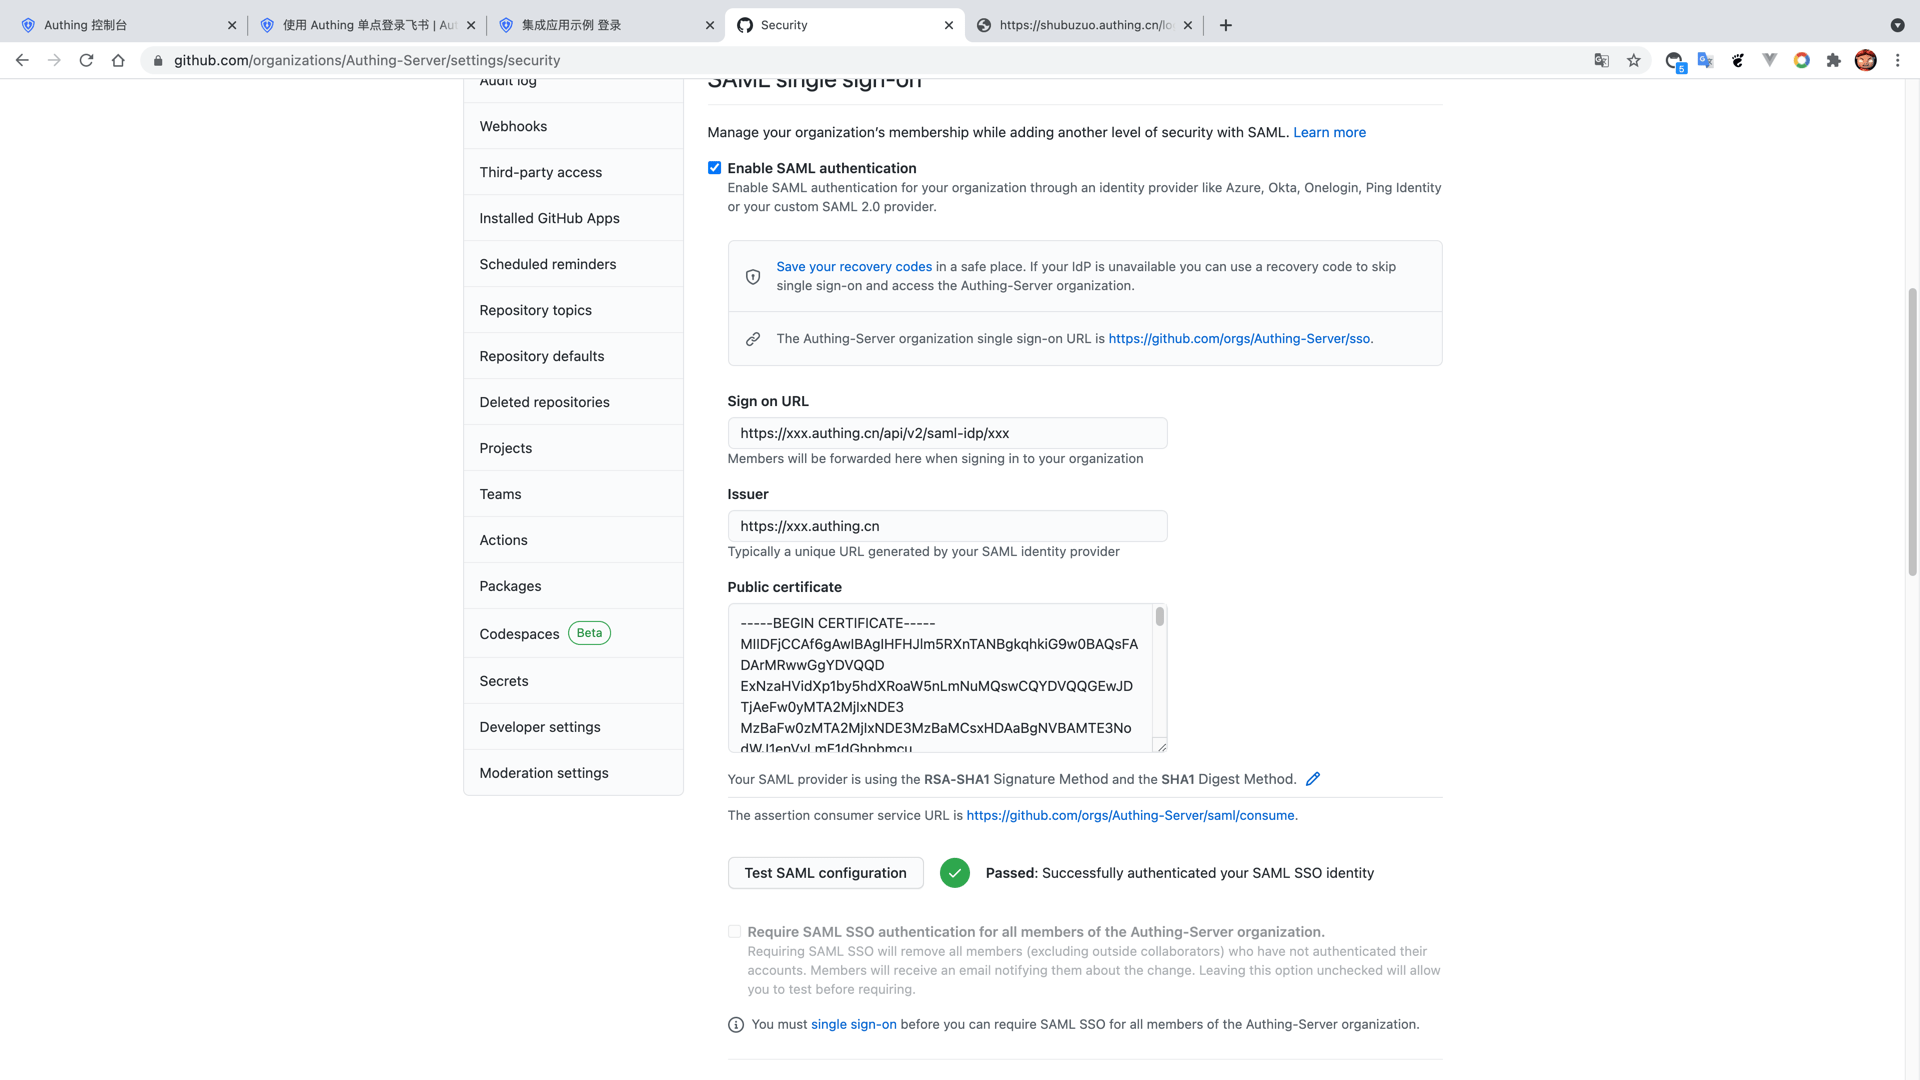 Authing 控制台
使用 Authing 单点登录飞书 | Aut
集成应用示例 登录
Security
https://shubuzuo.authing.cn/lo
github.com/organizations/Authing-Server/settings/security
5
Audit log
Webhooks
Third-party access
Installed GitHub Apps
Scheduled reminders
Repository topics
Repository defaults
Deleted repositories
Projects
Teams
Actions
Packages
Codespaces Beta
Secrets
Developer settings
Moderation settings
SAML single sign-on
Manage your organization’s membership while adding another level of security with SAML. Learn more
Enable SAML authentication
Enable SAML authentication for your organization through an identity provider like Azure, Okta, Onelogin, Ping Identity
or your custom SAML 2.0 provider.
Save your recovery codes in a safe place. If your IdP is unavailable you can use a recovery code to skip
single sign-on and access the Authing-Server organization.
The Authing-Server organization single sign-on URL is https://github.com/orgs/Authing-Server/sso.
Sign on URL
https://xxx.authing.cn/api/v2/saml-idp/xxx
Members will be forwarded here when signing in to your organization
Issuer
https://xxx.authing.cn
Typically a unique URL generated by your SAML identity provider
Public certificate
-----BEGIN CERTIFICATE-----
MIIDFjCCAf6gAwIBAgIHFHJlm5RXnTANBgkqhkiG9w0BAQsFA
DArMRwwGgYDVQQD
ExNzaHVidXp1by5hdXRoaW5nLmNuMQswCQYDVQQGEwJD
TjAeFw0yMTA2MjIxNDE3
MzBaFw0zMTA2MjIxNDE3MzBaMCsxHDAaBgNVBAMTE3No
dWJ1enVvLmF1dGhpbmcu
Your SAML provider is using the RSA-SHA1 Signature Method and the SHA1 Digest Method.
The assertion consumer service URL is https://github.com/orgs/Authing-Server/saml/consume.
Test SAML configuration
Passed: Successfully authenticated your SAML SSO identity
Require SAML SSO authentication for all members of the Authing-Server organization.
Requiring SAML SSO will remove all members (excluding outside collaborators) who have not authenticated their
accounts. Members will receive an email notifying them about the change. Leaving this option unchecked will allow
you to test before requiring.
You must single sign-on before you can require SAML SSO for all members of the Authing-Server organization.